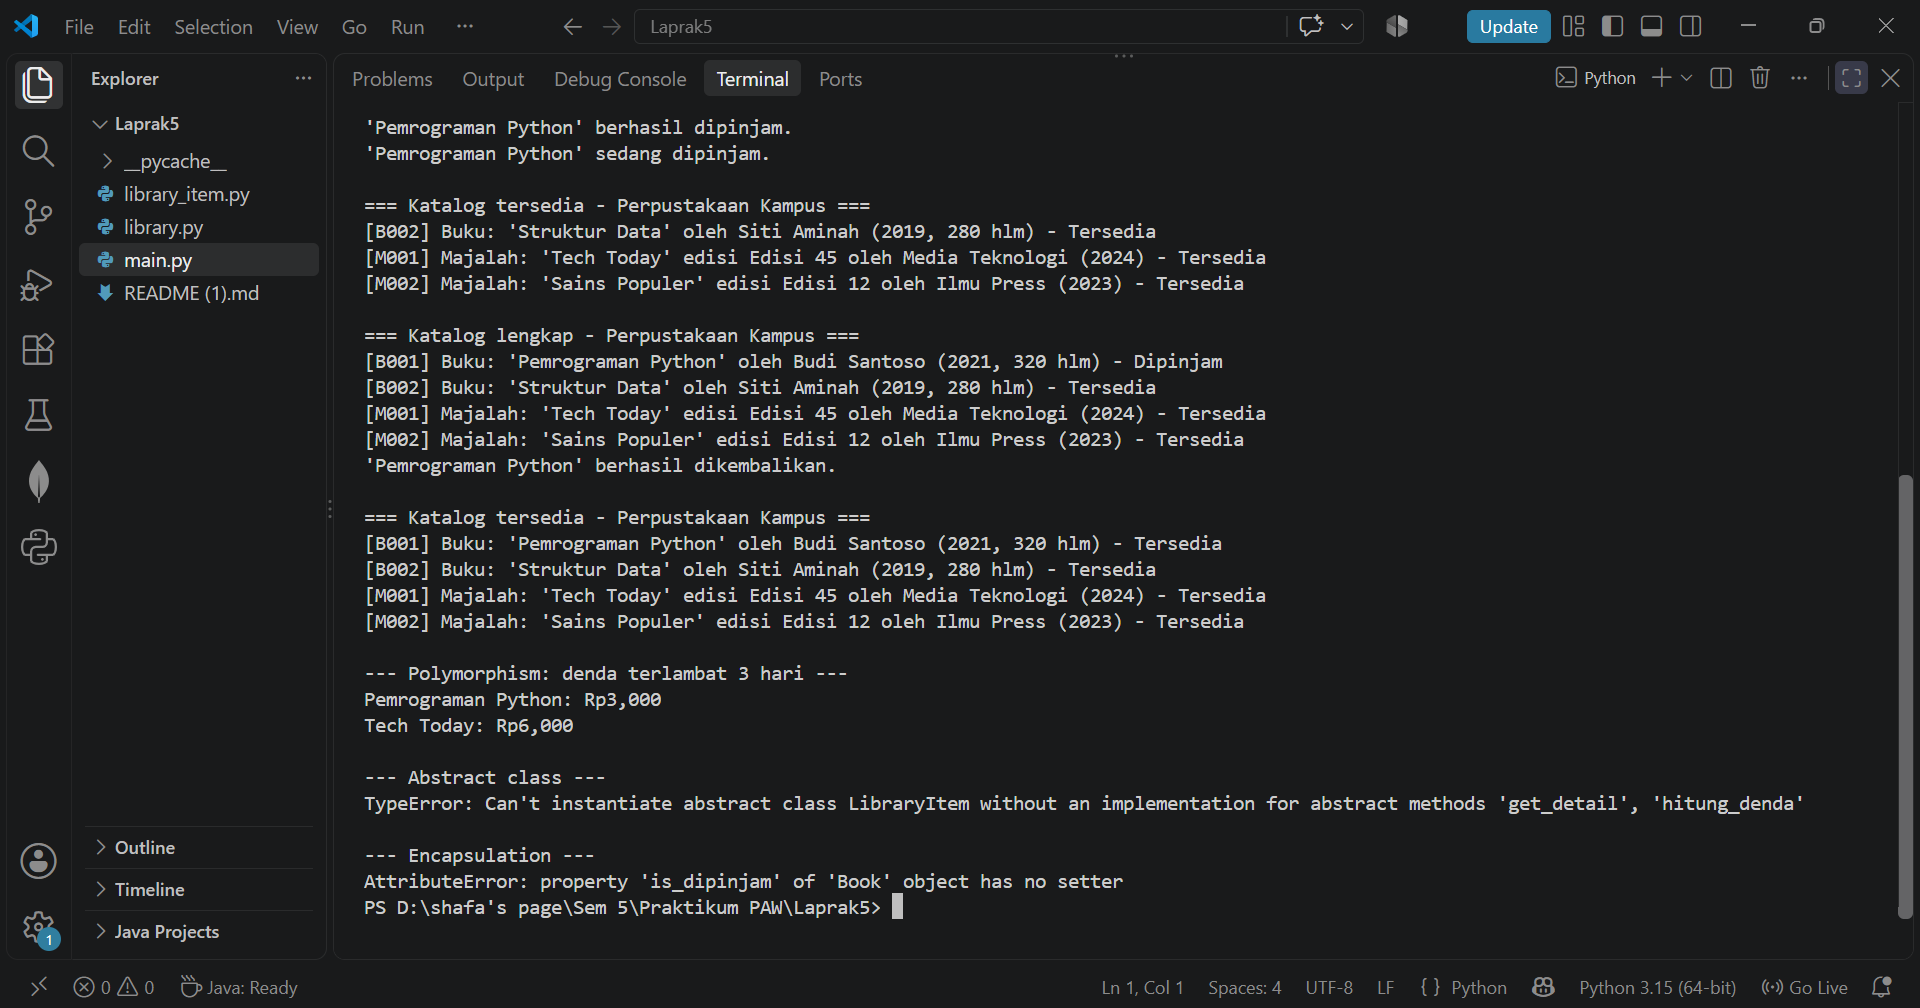 File Edit Selection View Go Run ··· Laprak5 Update
Explorer ···
Problems Output Debug Console Terminal Ports Python
Laprak5
__pycache__
library_item.py
library.py
main.py
README (1).md
'Pemrograman Python' berhasil dipinjam.
'Pemrograman Python' sedang dipinjam.
=== Katalog tersedia - Perpustakaan Kampus ===
[B002] Buku: 'Struktur Data' oleh Siti Aminah (2019, 280 hlm) - Tersedia
[M001] Majalah: 'Tech Today' edisi Edisi 45 oleh Media Teknologi (2024) - Tersedia
[M002] Majalah: 'Sains Populer' edisi Edisi 12 oleh Ilmu Press (2023) - Tersedia
=== Katalog lengkap - Perpustakaan Kampus ===
[B001] Buku: 'Pemrograman Python' oleh Budi Santoso (2021, 320 hlm) - Dipinjam
[B002] Buku: 'Struktur Data' oleh Siti Aminah (2019, 280 hlm) - Tersedia
[M001] Majalah: 'Tech Today' edisi Edisi 45 oleh Media Teknologi (2024) - Tersedia
[M002] Majalah: 'Sains Populer' edisi Edisi 12 oleh Ilmu Press (2023) - Tersedia
'Pemrograman Python' berhasil dikembalikan.
=== Katalog tersedia - Perpustakaan Kampus ===
[B001] Buku: 'Pemrograman Python' oleh Budi Santoso (2021, 320 hlm) - Tersedia
[B002] Buku: 'Struktur Data' oleh Siti Aminah (2019, 280 hlm) - Tersedia
[M001] Majalah: 'Tech Today' edisi Edisi 45 oleh Media Teknologi (2024) - Tersedia
[M002] Majalah: 'Sains Populer' edisi Edisi 12 oleh Ilmu Press (2023) - Tersedia
--- Polymorphism: denda terlambat 3 hari ---
Pemrograman Python: Rp3,000
Tech Today: Rp6,000
--- Abstract class ---
TypeError: Can't instantiate abstract class LibraryItem without an implementation for abstract methods 'get_detail', 'hitung_denda'
--- Encapsulation ---
AttributeError: property 'is_dipinjam' of 'Book' object has no setter
PS D:\shafa's page\Sem 5\Praktikum PAW\Laprak5>
Outline
Timeline
Java Projects
1
0 0 Java: Ready Ln 1, Col 1 Spaces: 4 UTF-8 LF { } Python Python 3.15 (64-bit) Go Live